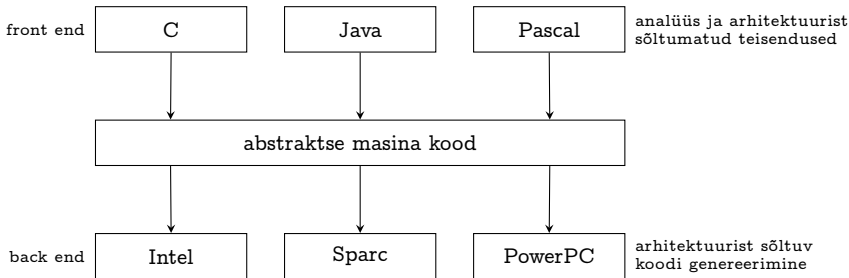 front end
C
Java
Pascal
analüüs ja arhitektuurist
sõltumatud teisendused
abstraktse masina kood
back end
Intel
Sparc
PowerPC
arhitektuurist sõltuv
koodi genereerimine